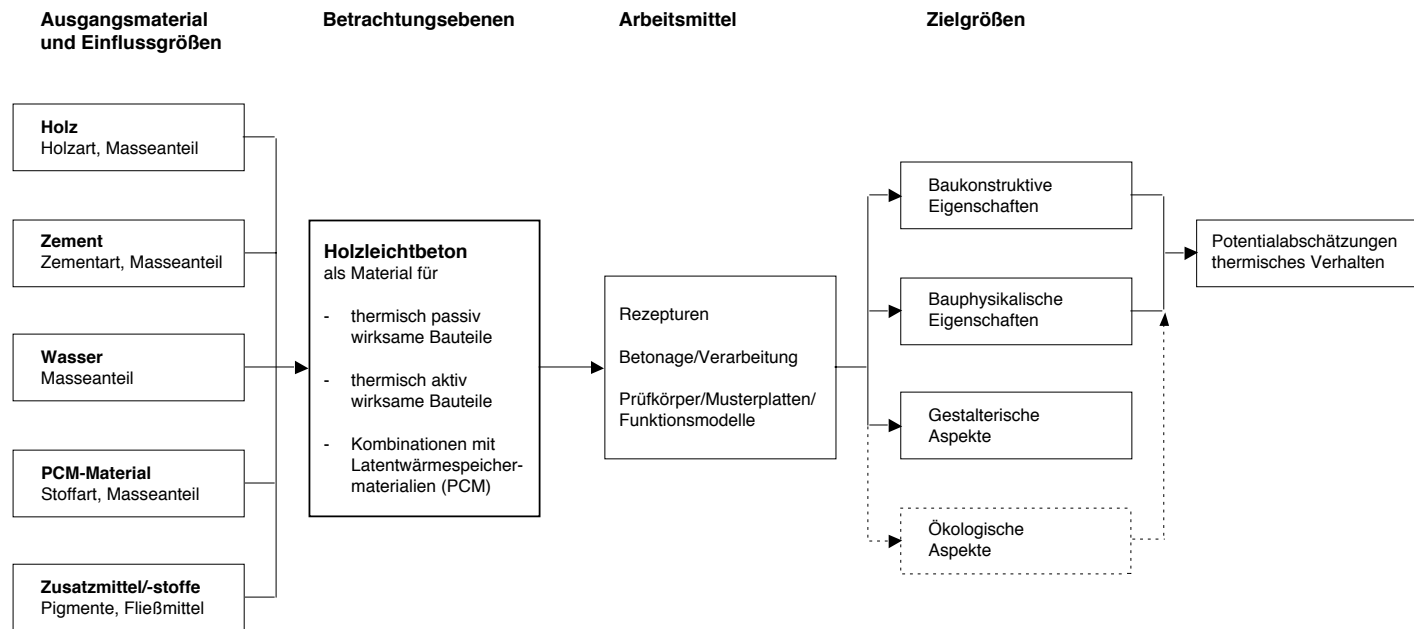 Ausgangsmaterial
und Einflussgrößen
Betrachtungsebenen
Arbeitsmittel
Zielgrößen
Holz
Holzart, Masseanteil
Zement
Zementart, Masseanteil
Wasser
Masseanteil
PCM-Material
Stoffart, Masseanteil
Zusatzmittel/-stoffe
Pigmente, Fließmittel
Holzleichtbeton
als Material für
- thermisch passiv
wirksame Bauteile
- thermisch aktiv
wirksame Bauteile
- Kombinationen mit
Latentwärmespeicher-
materialien (PCM)
Rezepturen
Betonage/Verarbeitung
Prüfkörper/Musterplatten/
Funktionsmodelle
Baukonstruktive
Eigenschaften
Bauphysikalische
Eigenschaften
Gestalterische
Aspekte
Ökologische
Aspekte
Potentialabschätzungen
thermisches Verhalten